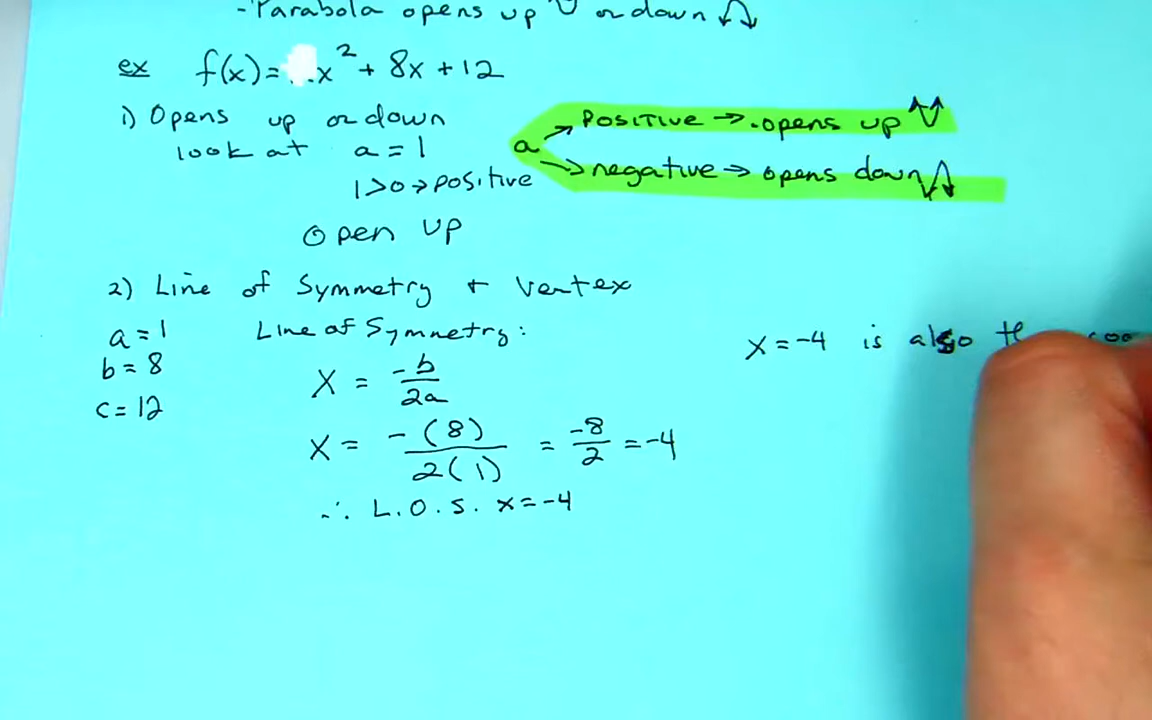 - Parabola opens up or down
ex f(x) = x² + 8x + 12
1) Opens up or down
look at a = 1
1 > 0 → positive
Open up
a → Positive → opens up
→ negative → opens down
2) Line of Symmetry + Vertex
a = 1
b = 8
c = 12
Line of Symmetry:
X = -b/2a
X = -(8)/2(1) = -8/2 = -4
∴ L.O.S. x = -4
X = -4 is also